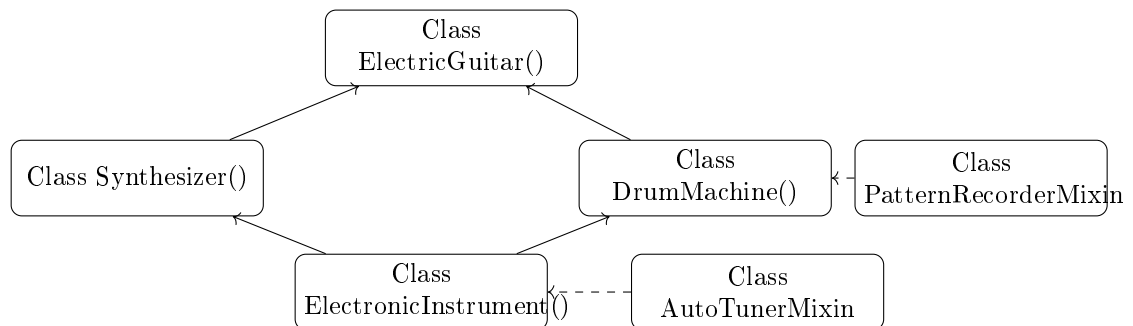 Class
ElectricGuitar()
Class Synthesizer()
Class
DrumMachine()
Class
PatternRecorderMixin
Class
ElectronicInstrument()
Class
AutoTunerMixin